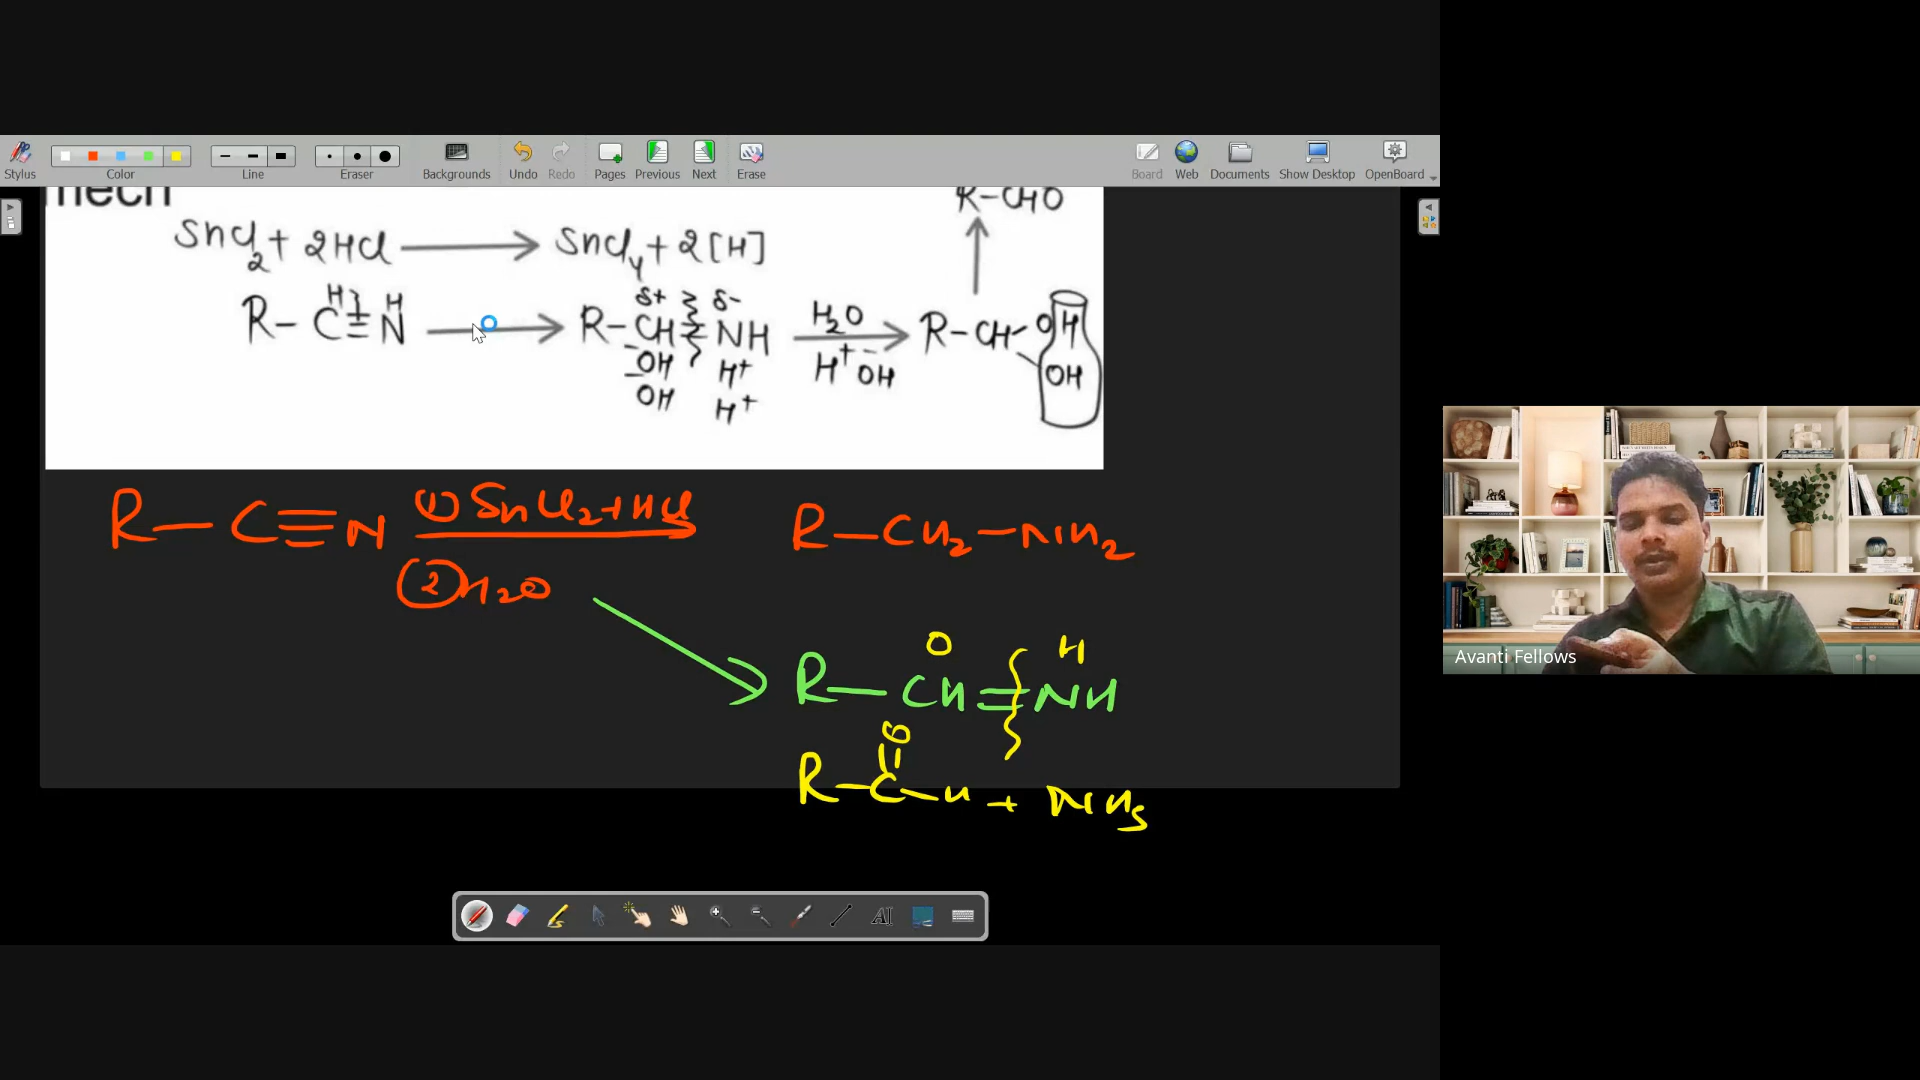 Stylus Color Line Eraser Backgrounds Undo Redo Pages Previous Next Erase Board Web Documents Show Desktop OpenBoard
mech
R-CHO
SnCl2 + 2HCl → SnCl4 + 2[H]
H H
R-C≡N → R-CH=NH H2O → R-CH-OH
δ+ δ-
OH H+ H+ OH OH
OH H+
R-C≡N ① SnCl2+HCl R-CH2-NH2
② H2O
O H
R-CH=NH
O
R-C-H + NH3
Avanti Fellows
AI